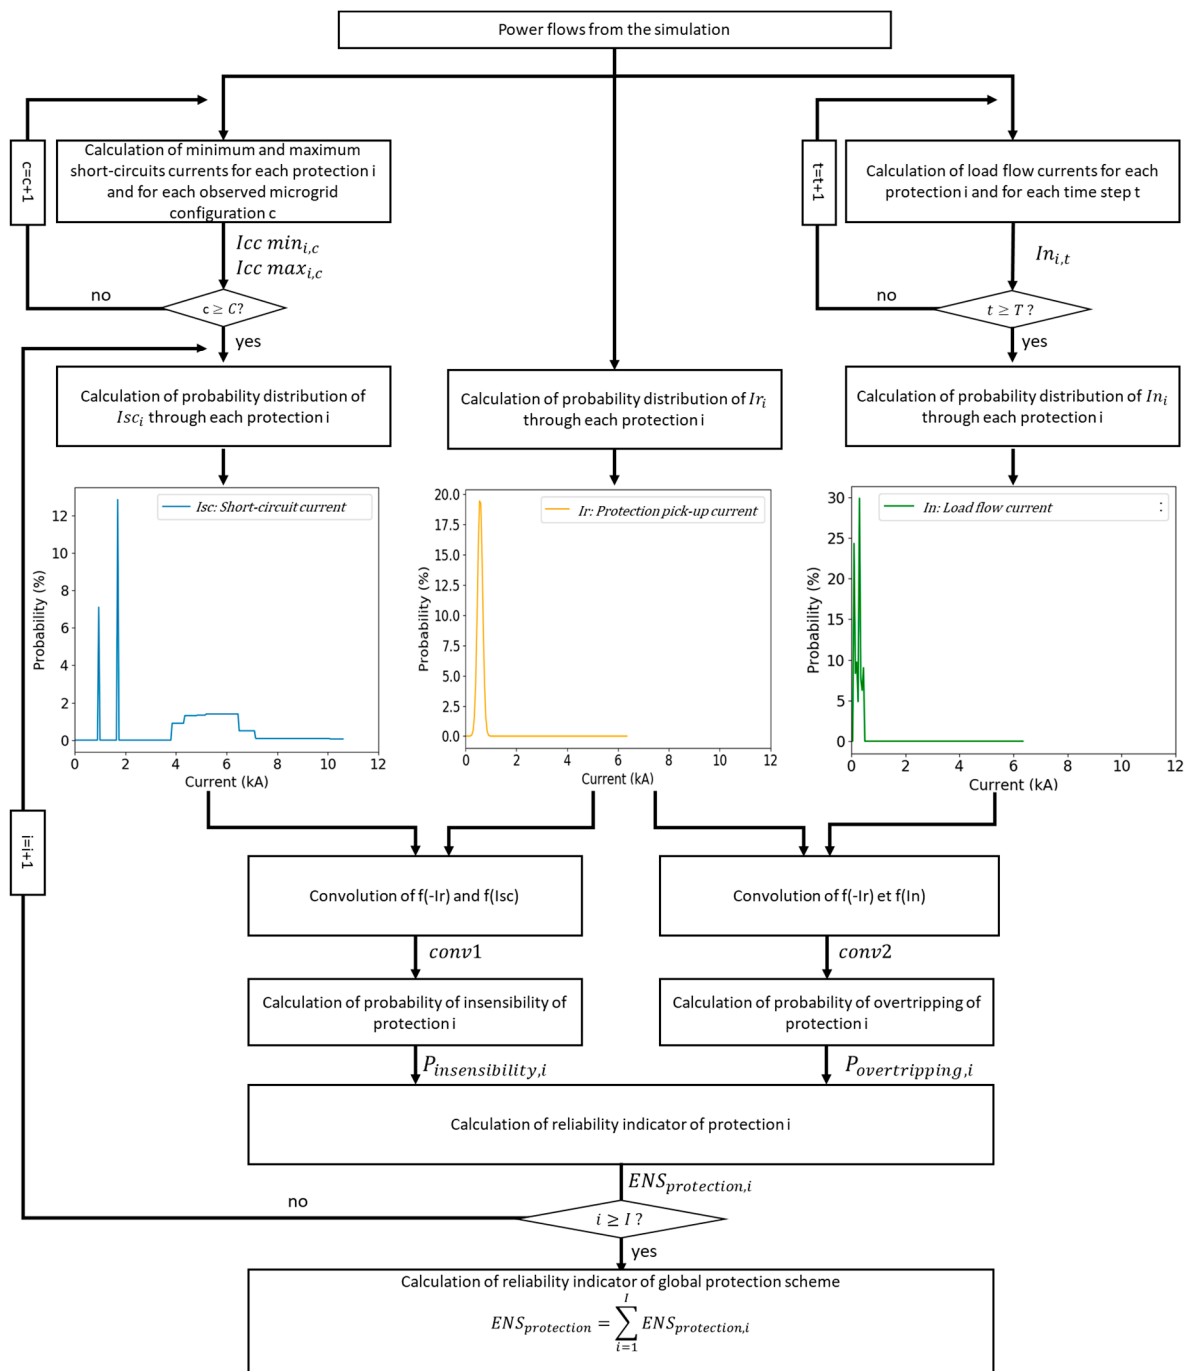 Power flows from the simulation
c=c+1
Calculation of minimum and maximum
short-circuits currents for each protection i
and for each observed microgrid
configuration c
t=t+1
Calculation of load flow currents for each
protection i and for each time step t
Icc min_{i,c}
Icc max_{i,c}
In_{i,t}
no
c ≥ C?
yes
no
t ≥ T ?
yes
Calculation of probability distribution of
Isc_i through each protection i
Calculation of probability distribution of Ir_i
through each protection i
Calculation of probability distribution of In_i
through each protection i
Isc: Short-circuit current
Probability (%)
12
10
8
6
4
2
0
0 2 4 6 8 10 12
Current (kA)
Ir: Protection pick-up current
Probability (%)
20.0
17.5
15.0
12.5
10.0
7.5
5.0
2.5
0.0
0 2 4 6 8 10 12
Current (kA)
In: Load flow current :
Probability (%)
30
25
20
15
10
5
0
0 2 4 6 8 10 12
Current (kA)
i=i+1
Convolution of f(-Ir) and f(Isc)
Convolution of f(-Ir) et f(In)
conv1
conv2
Calculation of probability of insensibility of
protection i
Calculation of probability of overtripping of
protection i
P_{insensibility,i}
P_{overtripping,i}
Calculation of reliability indicator of protection i
ENS_{protection,i}
no
i ≥ I ?
yes
Calculation of reliability indicator of global protection scheme
ENS_{protection} = \sum_{i=1}^{I} ENS_{protection,i}